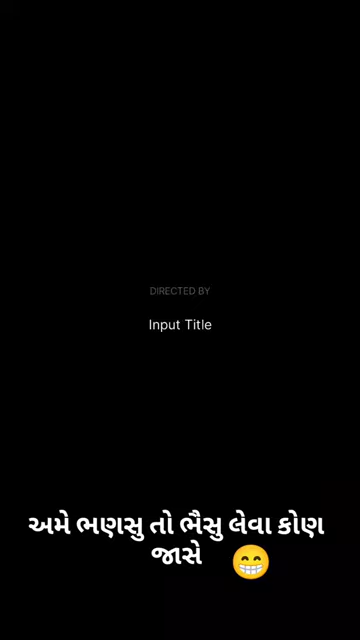 DIRECTED BY
Input Title
અમે ભણસુ તો ભૈસુ લેવા કોણ
જાસે 😁